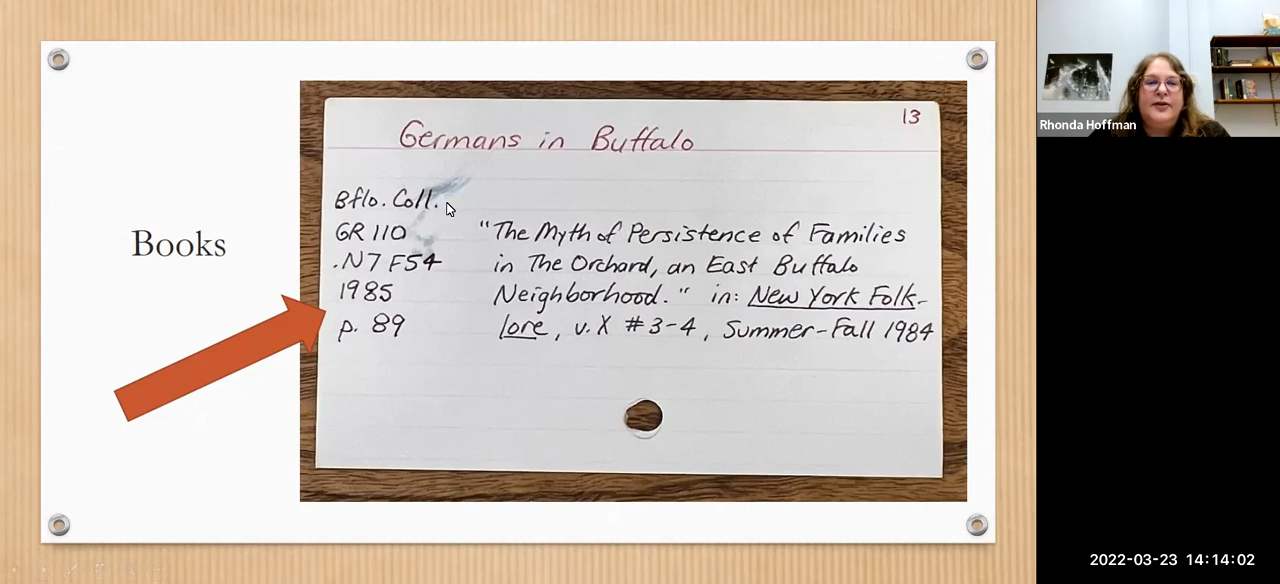 Books
13
Germans in Buffalo
Bflo. Coll.
GR 110 "The Myth of Persistence of Families
.N7 F54 in The Orchard, an East Buffalo
1985 Neighborhood." in: New York Folk-
p. 89 lore, v. X #3-4, Summer-Fall 1984
Rhonda Hoffman
2022-03-23 14:14:02